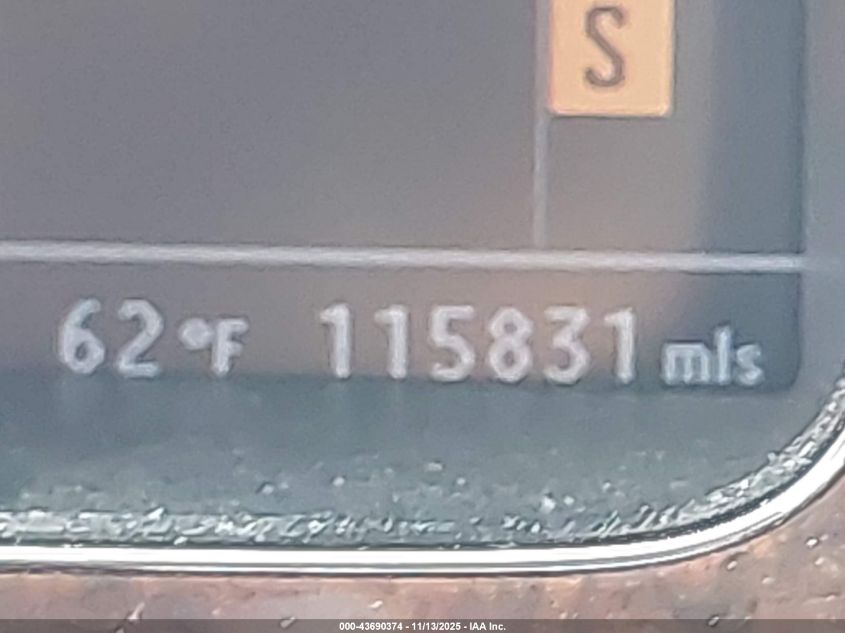 S
62 °F 115831 mls
000-43690374 - 11/13/2025 - IAA Inc.